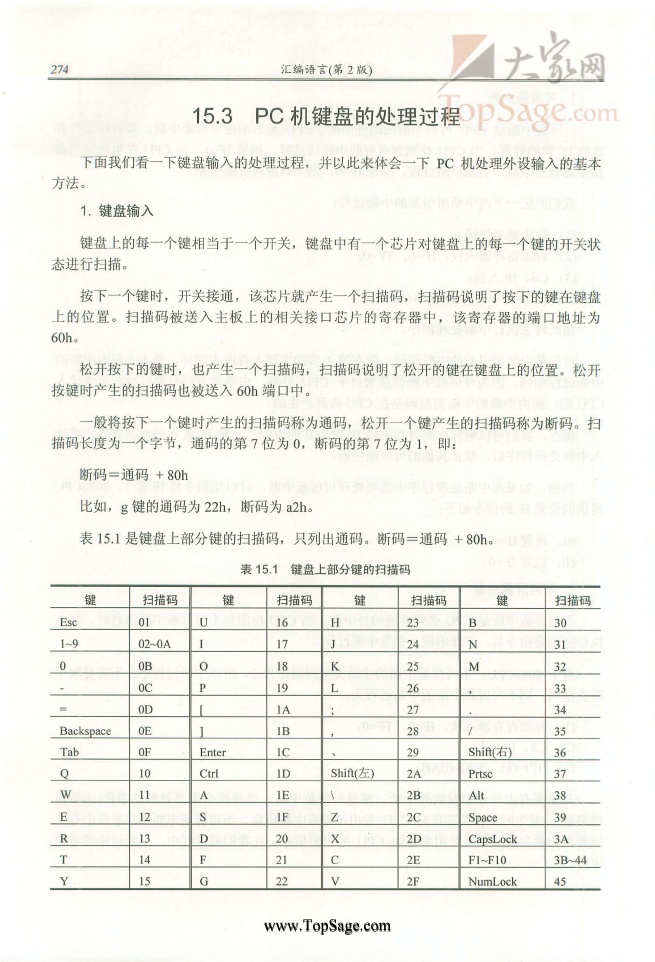 274
汇编语言(第 2 版)
大家网
TopSage.com
15.3 PC 机键盘的处理过程
下面我们看一下键盘输入的处理过程，并以此来体会一下 PC 机处理外设输入的基本
方法。
1. 键盘输入
键盘上的每一个键相当于一个开关，键盘中有一个芯片对键盘上的每一个键的开关状
态进行扫描。
按下一个键时，开关接通，该芯片就产生一个扫描码，扫描码说明了按下的键在键盘
上的位置。扫描码被送入主板上的相关接口芯片的寄存器中，该寄存器的端口地址为
60h。
松开按下的键时，也产生一个扫描码，扫描码说明了松开的键在键盘上的位置。松开
按键时产生的扫描码也被送入 60h 端口中。
一般将按下一个键时产生的扫描码称为通码，松开一个键产生的扫描码称为断码。扫
描码长度为一个字节，通码的第 7 位为 0，断码的第 7 位为 1，即：
断码＝通码 + 80h
比如，g 键的通码为 22h，断码为 a2h。
表 15.1 是键盘上部分键的扫描码，只列出通码。断码＝通码 + 80h。
表 15.1 键盘上部分键的扫描码
键 扫描码 键 扫描码 键 扫描码 键 扫描码
Esc 01 U 16 H 23 B 30
1~9 02~0A I 17 J 24 N 31
0 0B O 18 K 25 M 32
- 0C P 19 L 26 , 33
= 0D [ 1A ; 27 . 34
Backspace 0E ] 1B ' 28 / 35
Tab 0F Enter 1C 、 29 Shift(右) 36
Q 10 Ctrl 1D Shift(左) 2A Prtsc 37
W 11 A 1E \ 2B Alt 38
E 12 S 1F Z 2C Space 39
R 13 D 20 X 2D CapsLock 3A
T 14 F 21 C 2E F1~F10 3B~44
Y 15 G 22 V 2F NumLock 45
www.TopSage.com